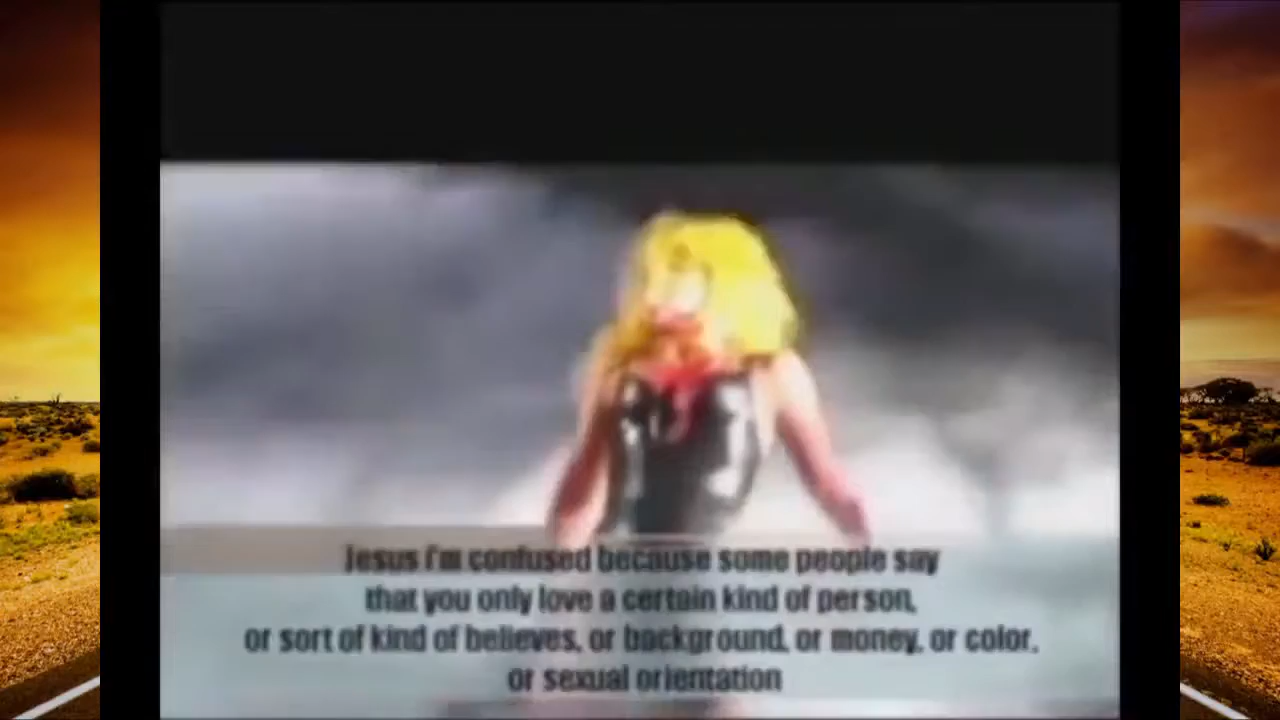 Jesus I'm confused because some people say
that you only love a certain kind of person,
or sort of kind of believes, or background, or money, or color,
or sexual orientation